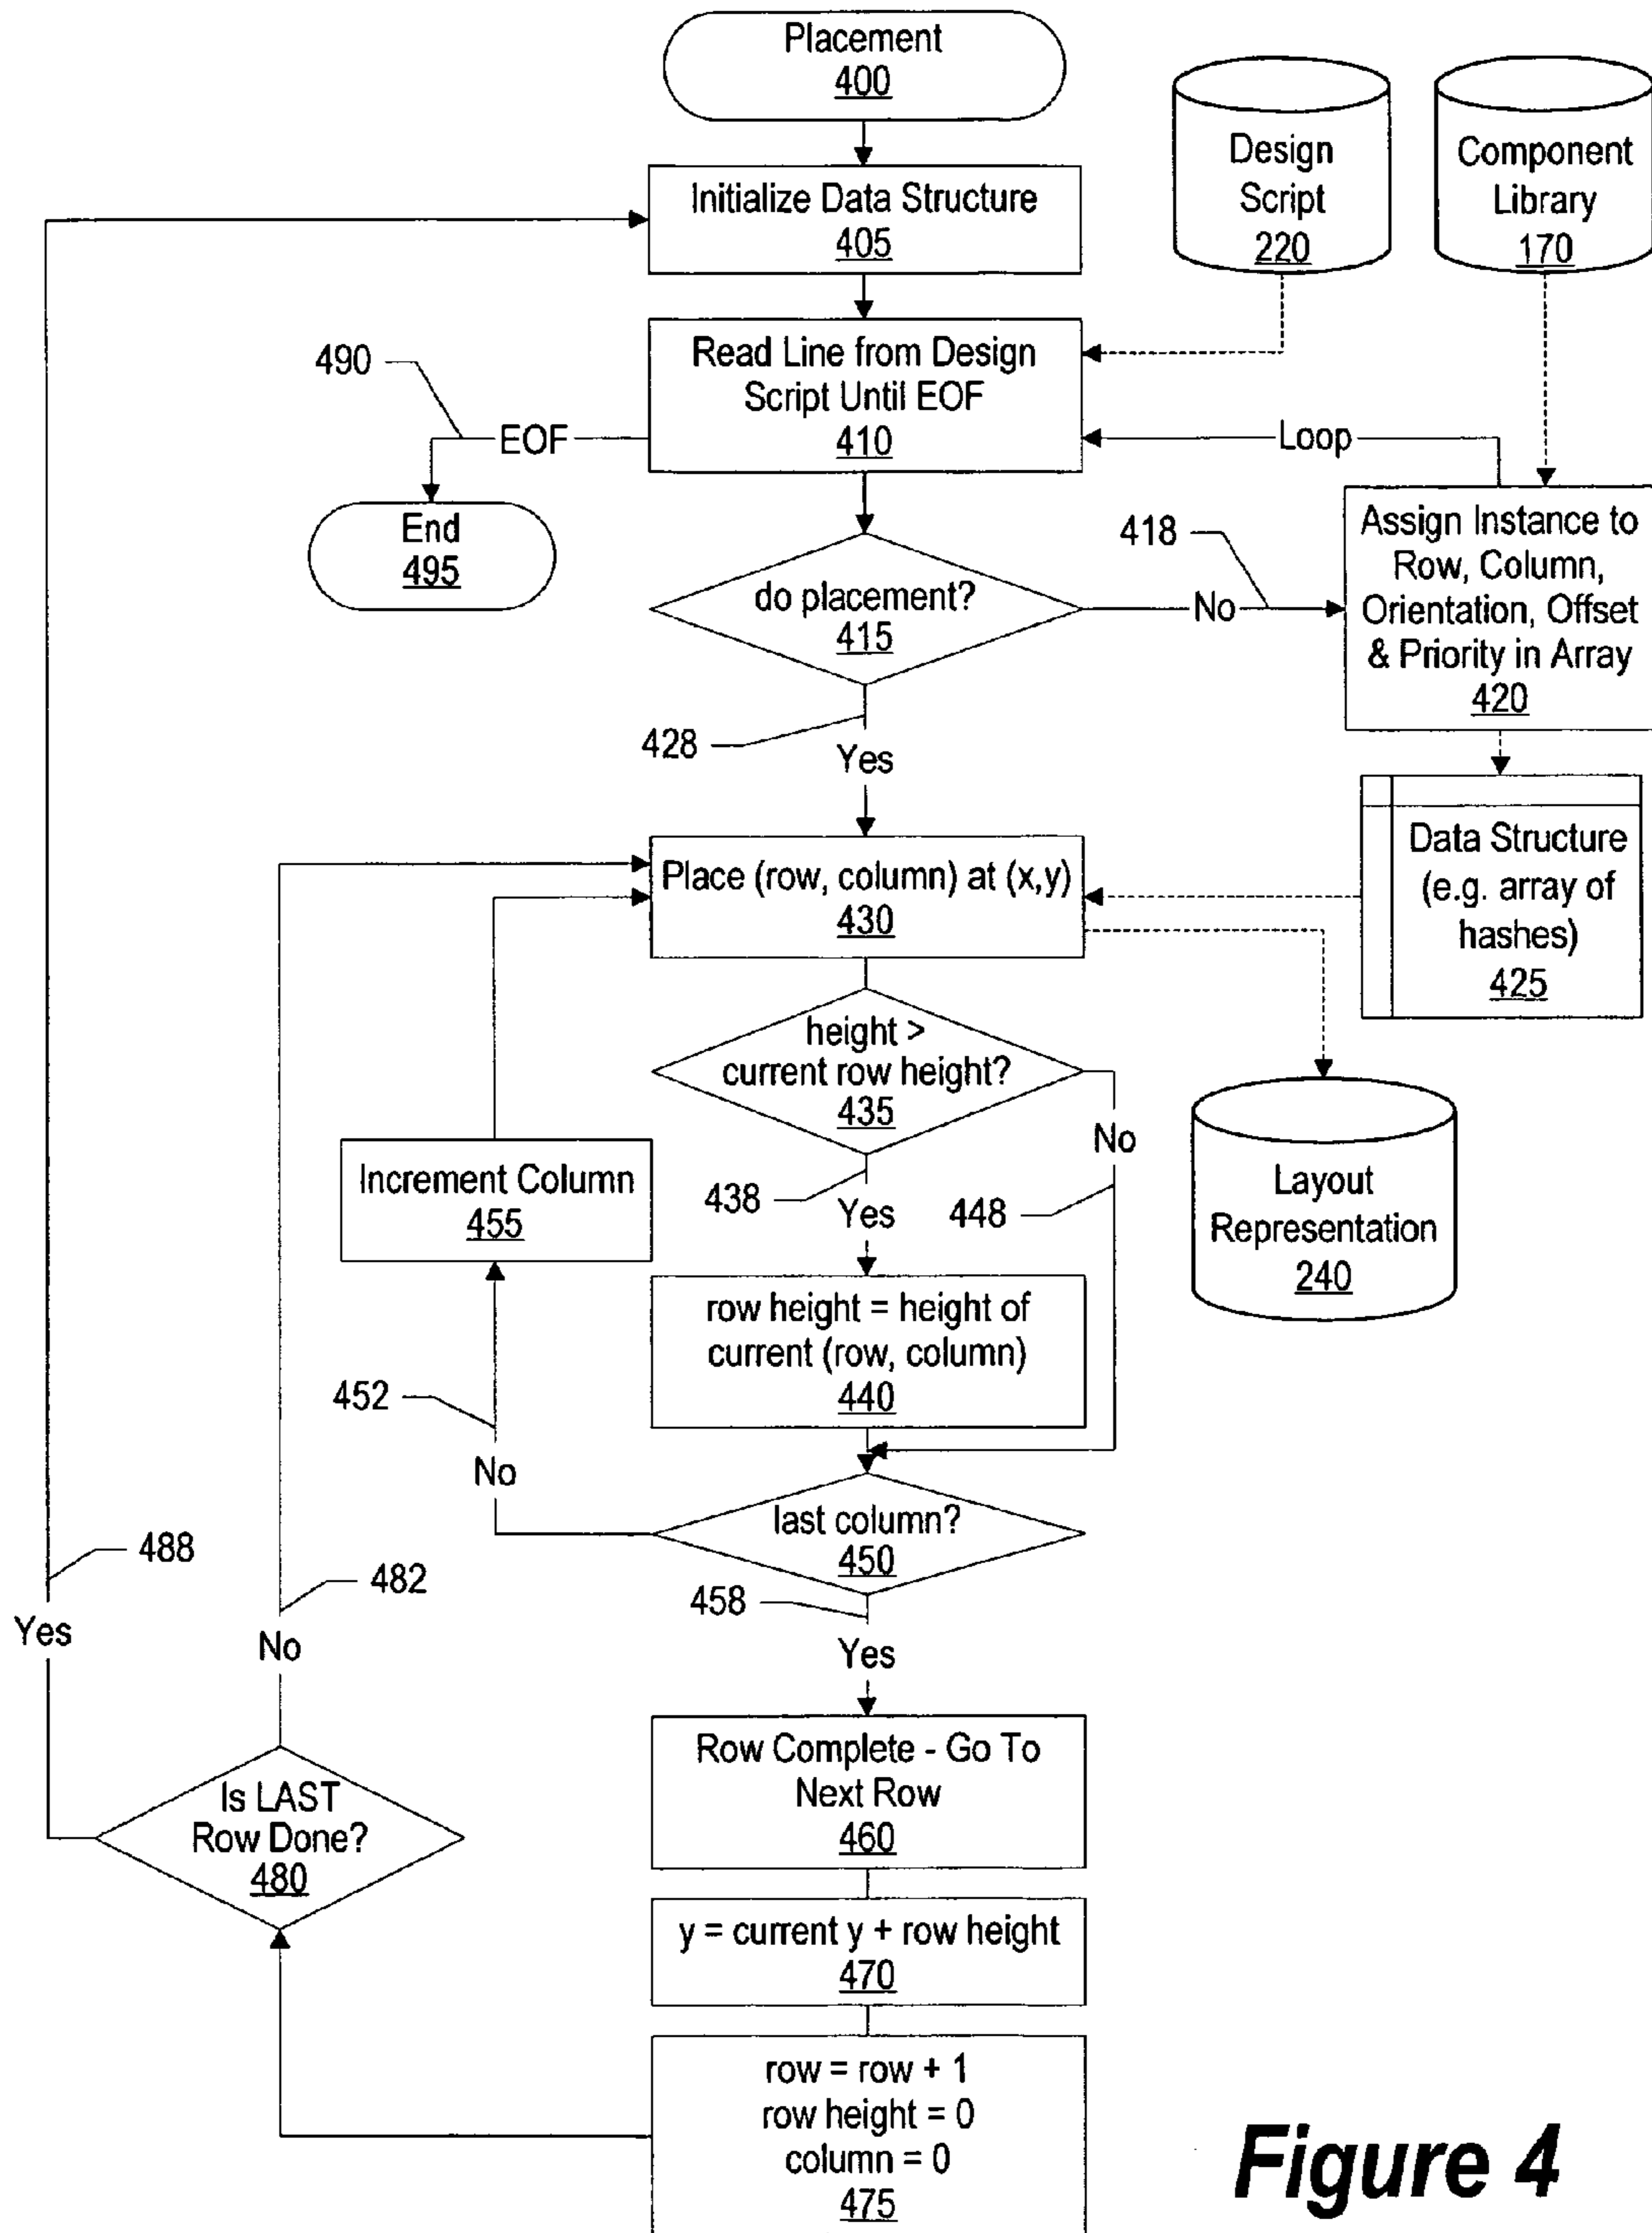 Placement
400
Design
Script
220
Component
Library
170
Initialize Data Structure
405
490
Read Line from Design
Script Until EOF
410
EOF
Loop
End
495
418
do placement?
415
No
Assign Instance to
Row, Column,
Orientation, Offset
& Priority in Array
420
428
Yes
Place (row, column) at (x,y)
430
Data Structure
(e.g. array of
hashes)
425
height >
current row height?
435
No
Increment Column
455
438
Yes
448
Layout
Representation
240
row height = height of
current (row, column)
440
452
No
last column?
450
488
482
458
Yes
No
Yes
Row Complete - Go To
Next Row
460
Is LAST
Row Done?
480
y = current y + row height
470
row = row + 1
row height = 0
column = 0
475
Figure 4